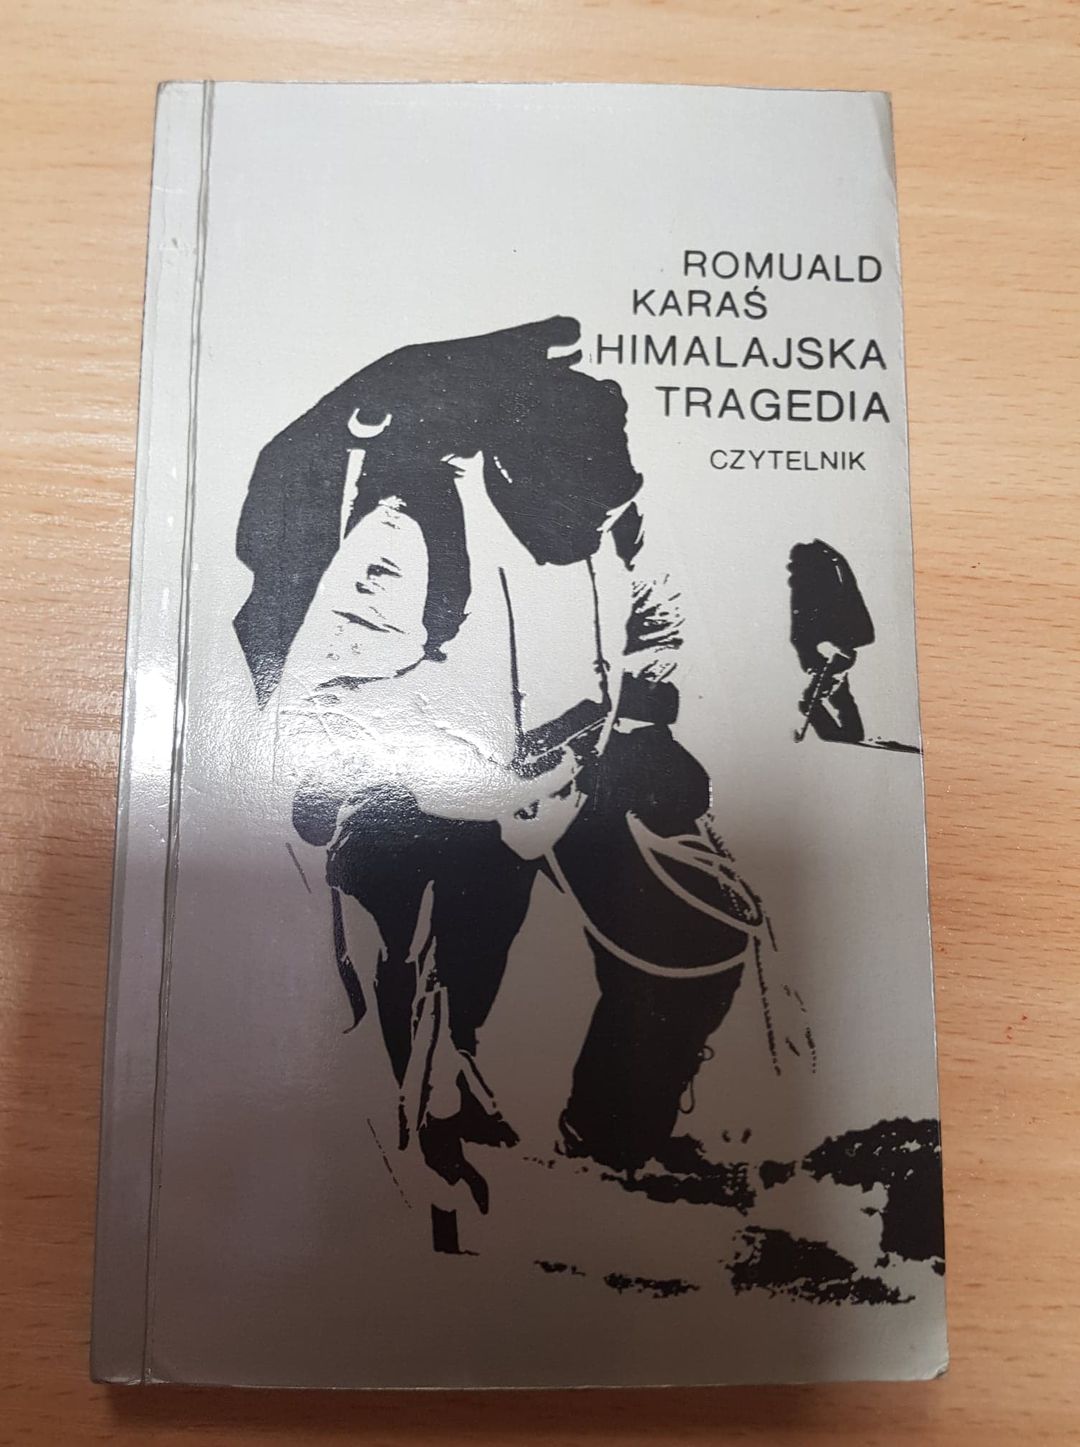 ROMUALD
KARAŚ
HIMALAJSKA
TRAGEDIA
CZYTELNIK